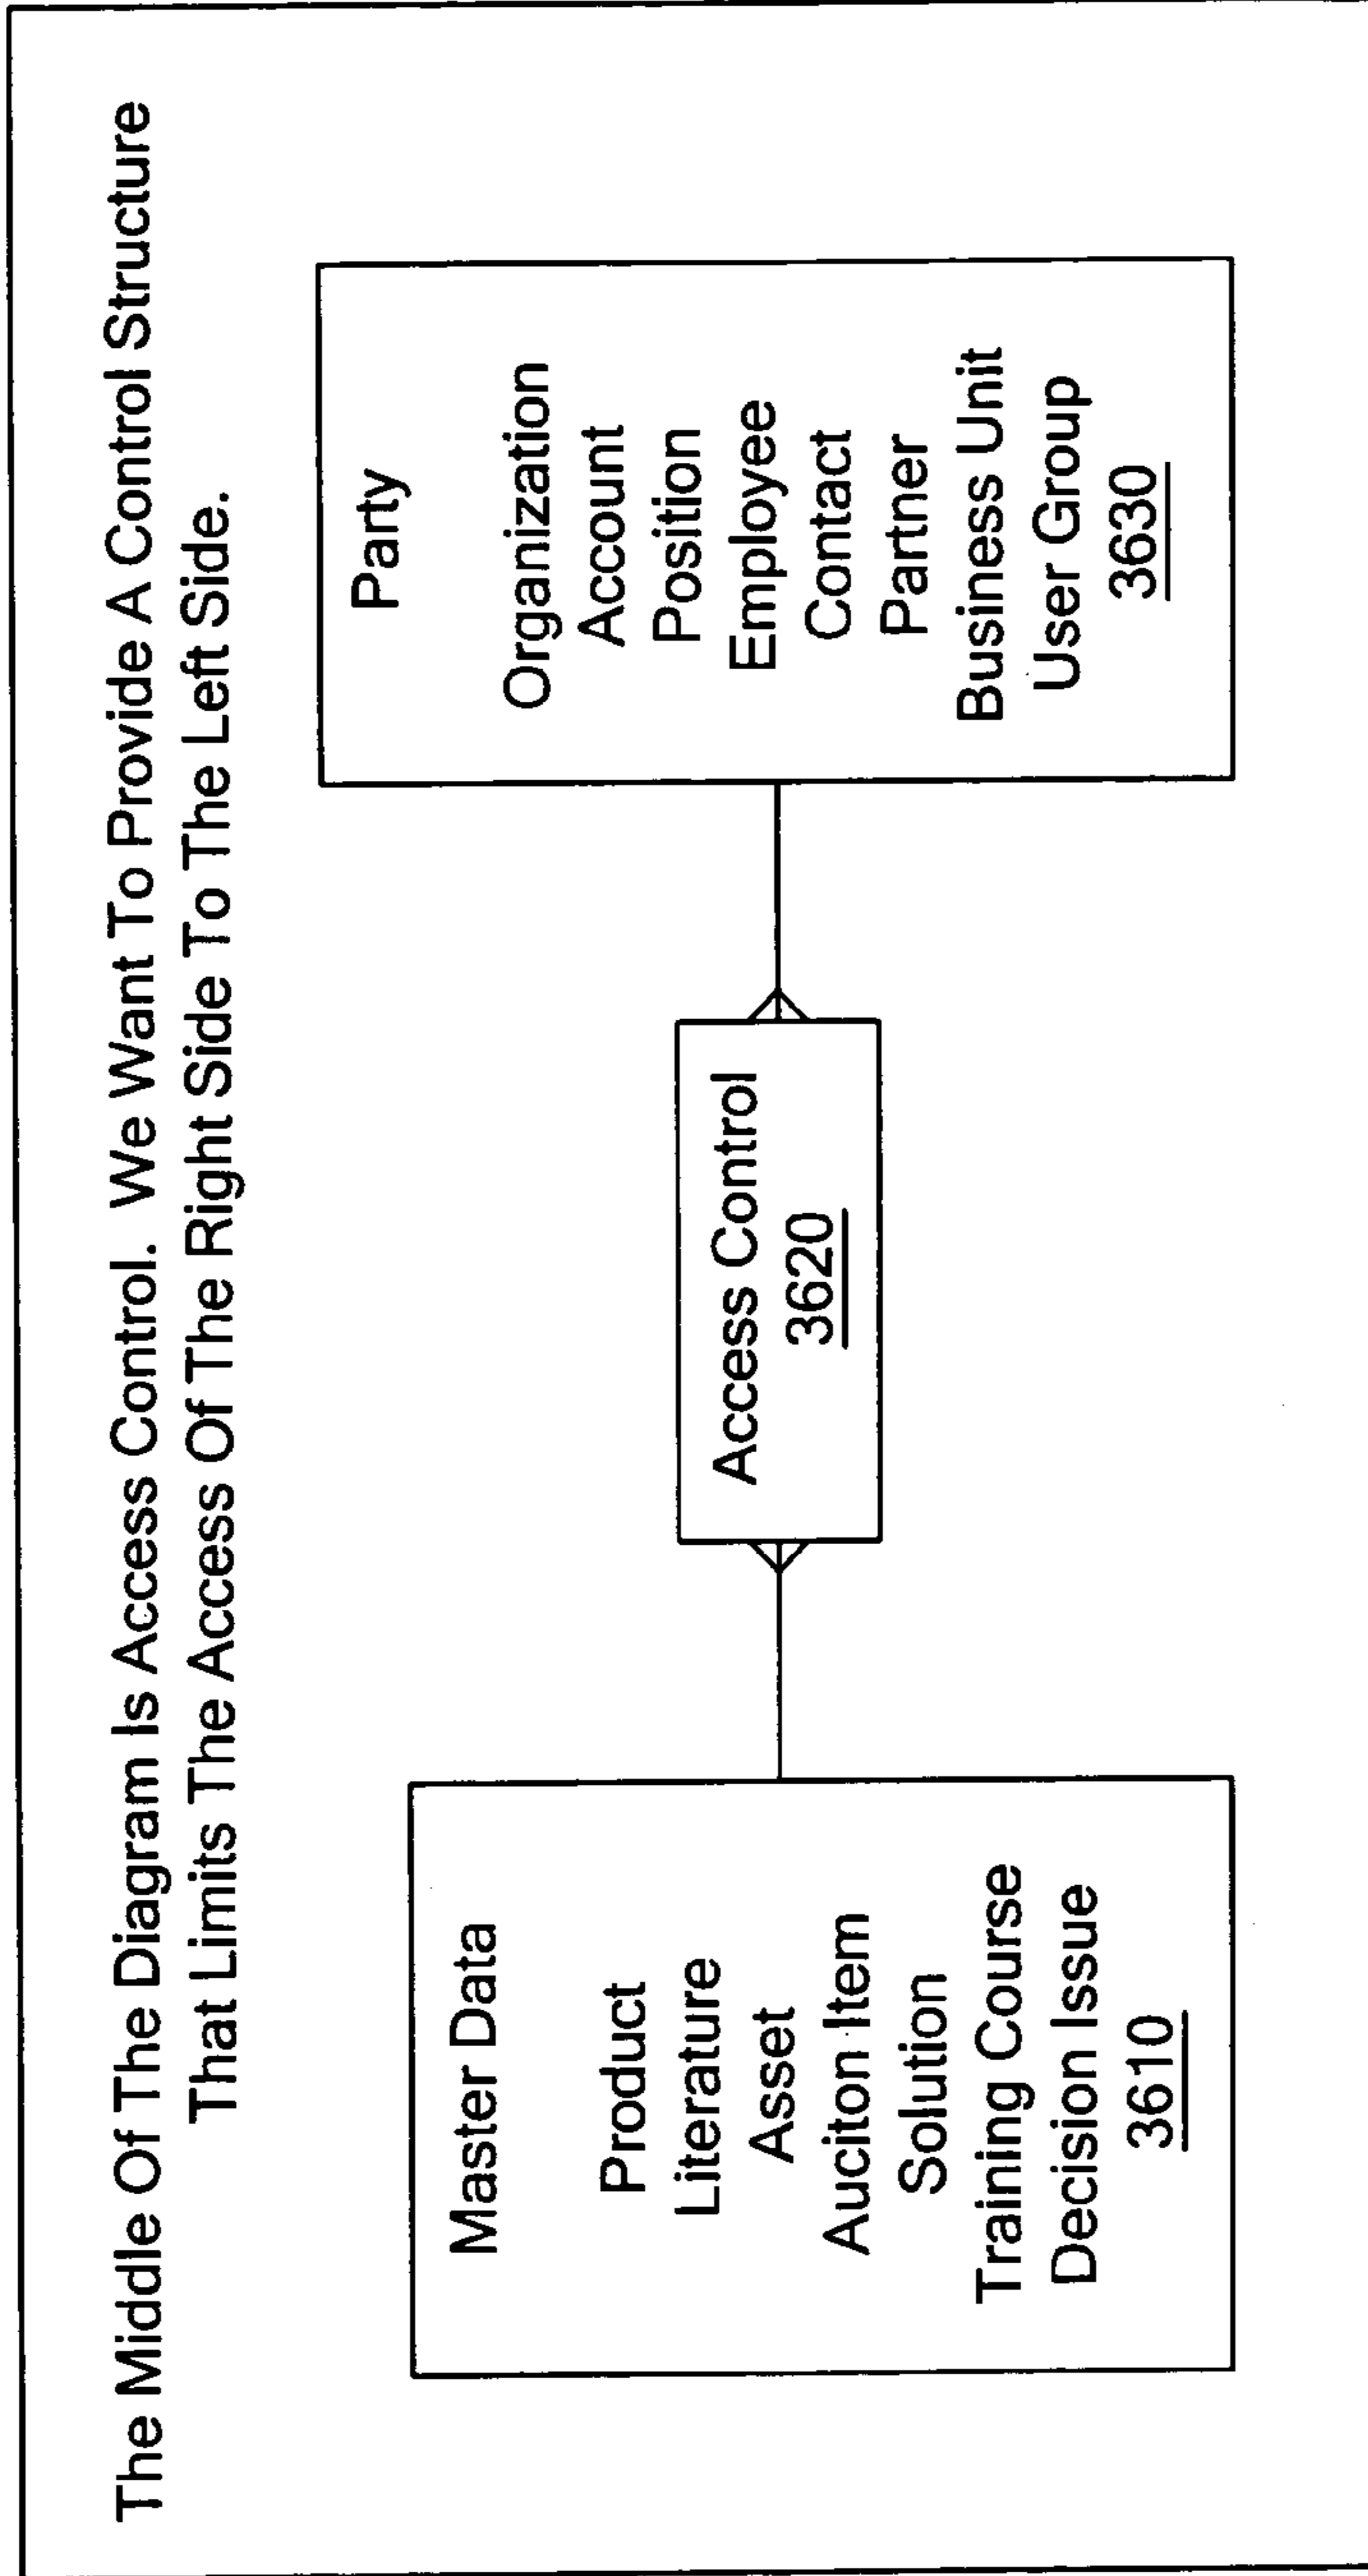 The Middle Of The Diagram Is Access Control. We Want To Provide A Control Structure
That Limits The Access Of The Right Side To The Left Side.
Master Data
Product
Literature
Asset
Auciton Item
Solution
Training Course
Decision Issue
3610
Access Control
3620
Party
Organization
Account
Position
Employee
Contact
Partner
Business Unit
User Group
3630